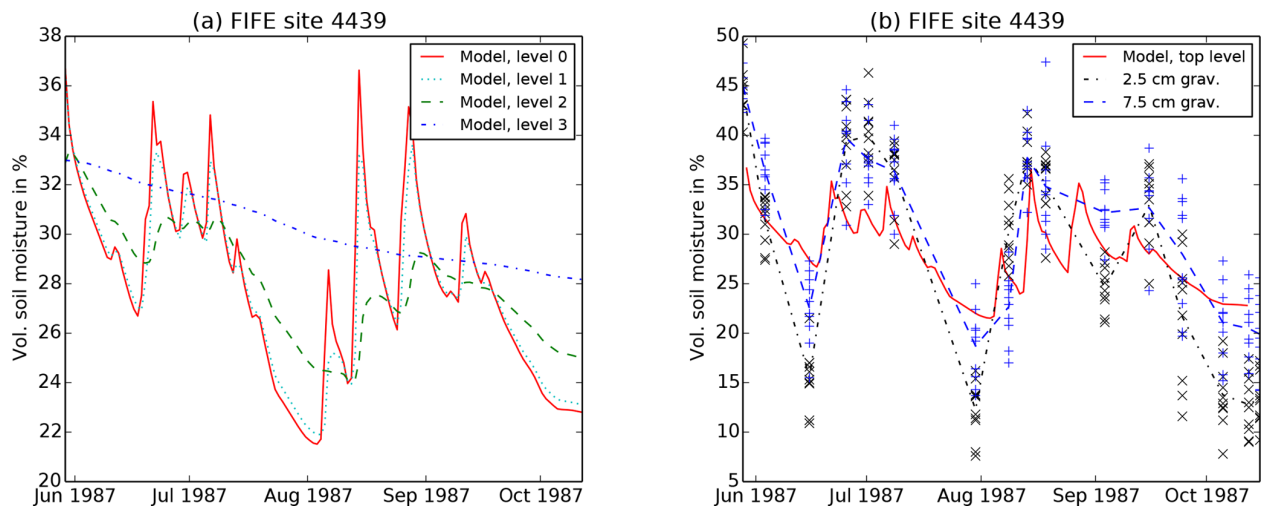 (a) FIFE site 4439
38
36
34
32
30
28
26
24
22
20
Vol. soil moisture in %
Model, level 0
Model, level 1
Model, level 2
Model, level 3
Jun 1987 Jul 1987 Aug 1987 Sep 1987 Oct 1987
(b) FIFE site 4439
50
45
40
35
30
25
20
15
10
5
Vol. soil moisture in %
Model, top level
2.5 cm grav.
7.5 cm grav.
Jun 1987 Jul 1987 Aug 1987 Sep 1987 Oct 1987